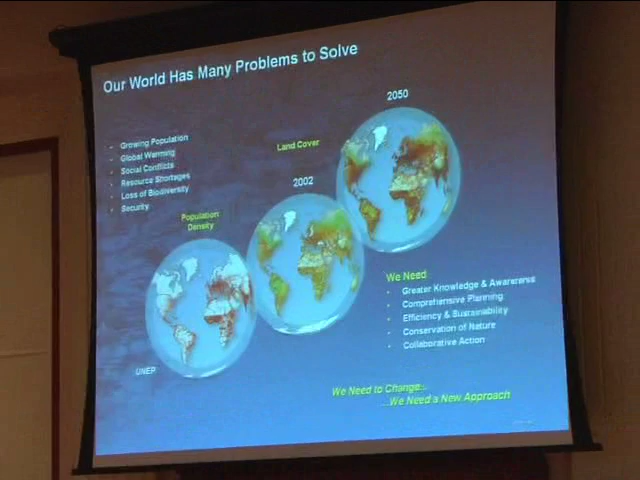 Our World Has Many Problems to Solve
2050
• Growing Population
• Global Warming
• Social Conflicts
• Resource Shortages
• Loss of Biodiversity
• Security
Land Cover
2002
Population
Density
We Need
• Greater Knowledge & Awareness
• Comprehensive Planning
• Efficiency & Sustainability
• Conservation of Nature
• Collaborative Action
UNEP
We Need to Change...
...We Need a New Approach